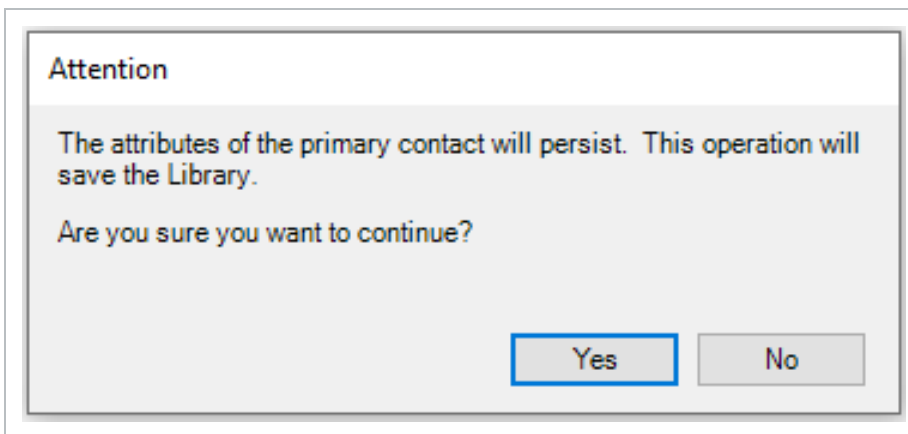 Attention
The attributes of the primary contact will persist.  This operation will
save the Library.
Are you sure you want to continue?
Yes
No